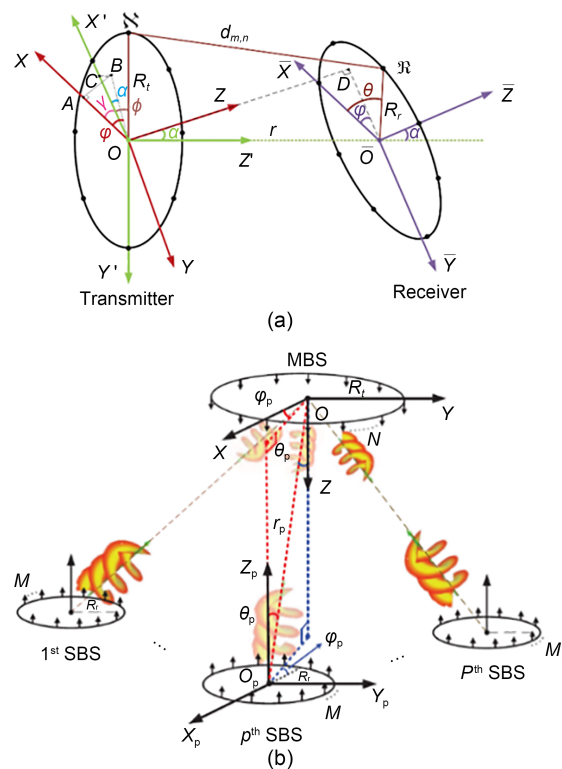 X' ℵ d_{m,n}
X B X̅ ℜ
C R_t Z D θ Z̅
A γ α ϕ φ R_r
φ α r α
O Z' O̅
Y' Y Y̅
Transmitter Receiver
(a)
MBS
φ_p R_t
O Y
X N
θ_p
Z
r_p
Z_p
M θ_p
R_r φ_p
1st SBS ... O_p R_r ... Pth SBS M
M Y_p
X_p pth SBS
(b)